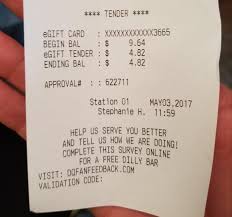 **** TENDER ****
eGIFT CARD : XXXXXXXXXXXX3665
BEGIN BAL : $ 9.64
eGIFT TENDER : $ 4.82
ENDING BAL : $ 4.82
APPROVAL# : 622711
Station 01 MAY03,2017
Stephanie H. 11:59
HELP US SERVE YOU BETTER
AND TELL US HOW WE ARE DOING!
COMPLETE THIS SURVEY ONLINE
FOR A FREE DILLY BAR
VISIT: DQFANFEEDBACK.COM
VALIDATION CODE: